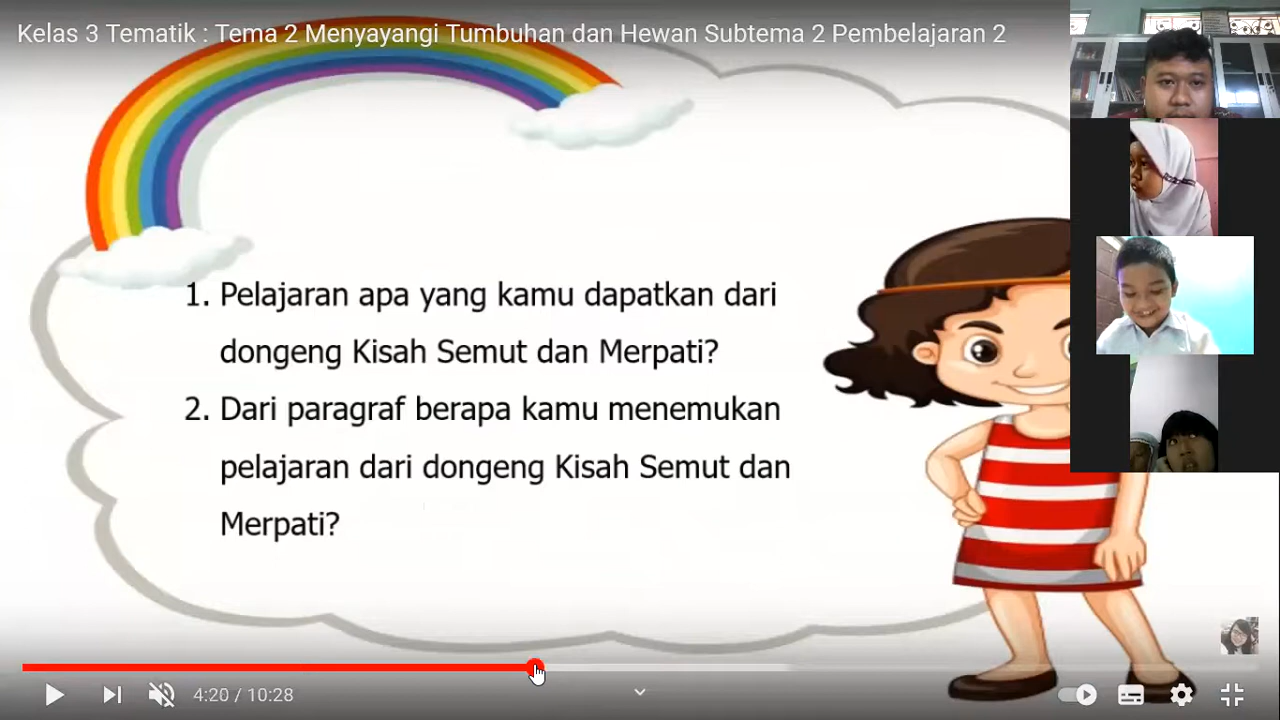 Kelas 3 Tematik : Tema 2 Menyayangi Tumbuhan dan Hewan Subtema 2 Pembelajaran 2
1. Pelajaran apa yang kamu dapatkan dari
dongeng Kisah Semut dan Merpati?
2. Dari paragraf berapa kamu menemukan
pelajaran dari dongeng Kisah Semut dan
Merpati?
4:20 / 10:28